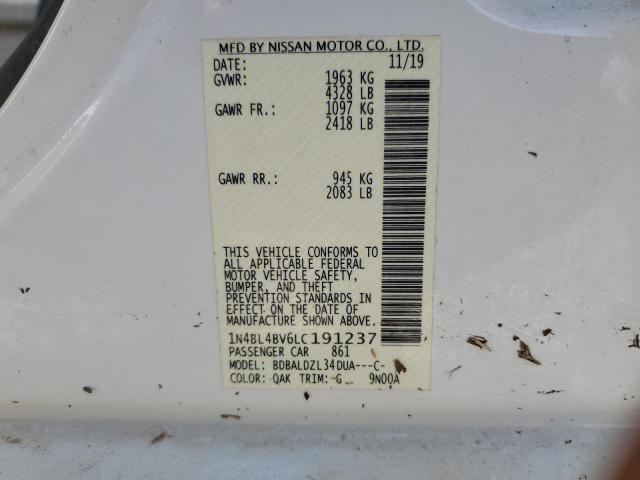 MFD BY NISSAN MOTOR CO., LTD.
DATE: 11/19
GVWR: 1963 KG
4328 LB
GAWR FR.: 1097 KG
2418 LB
GAWR RR.: 945 KG
2083 LB
THIS VEHICLE CONFORMS TO
ALL APPLICABLE FEDERAL
MOTOR VEHICLE SAFETY,
BUMPER, AND THEFT
PREVENTION STANDARDS IN
EFFECT ON THE DATE OF
MANUFACTURE SHOWN ABOVE.
1N4BL4BV6LC191237
PASSENGER CAR 861
MODEL: BDBALDZL34DUA---C-
COLOR: QAK TRIM: G 9N00A